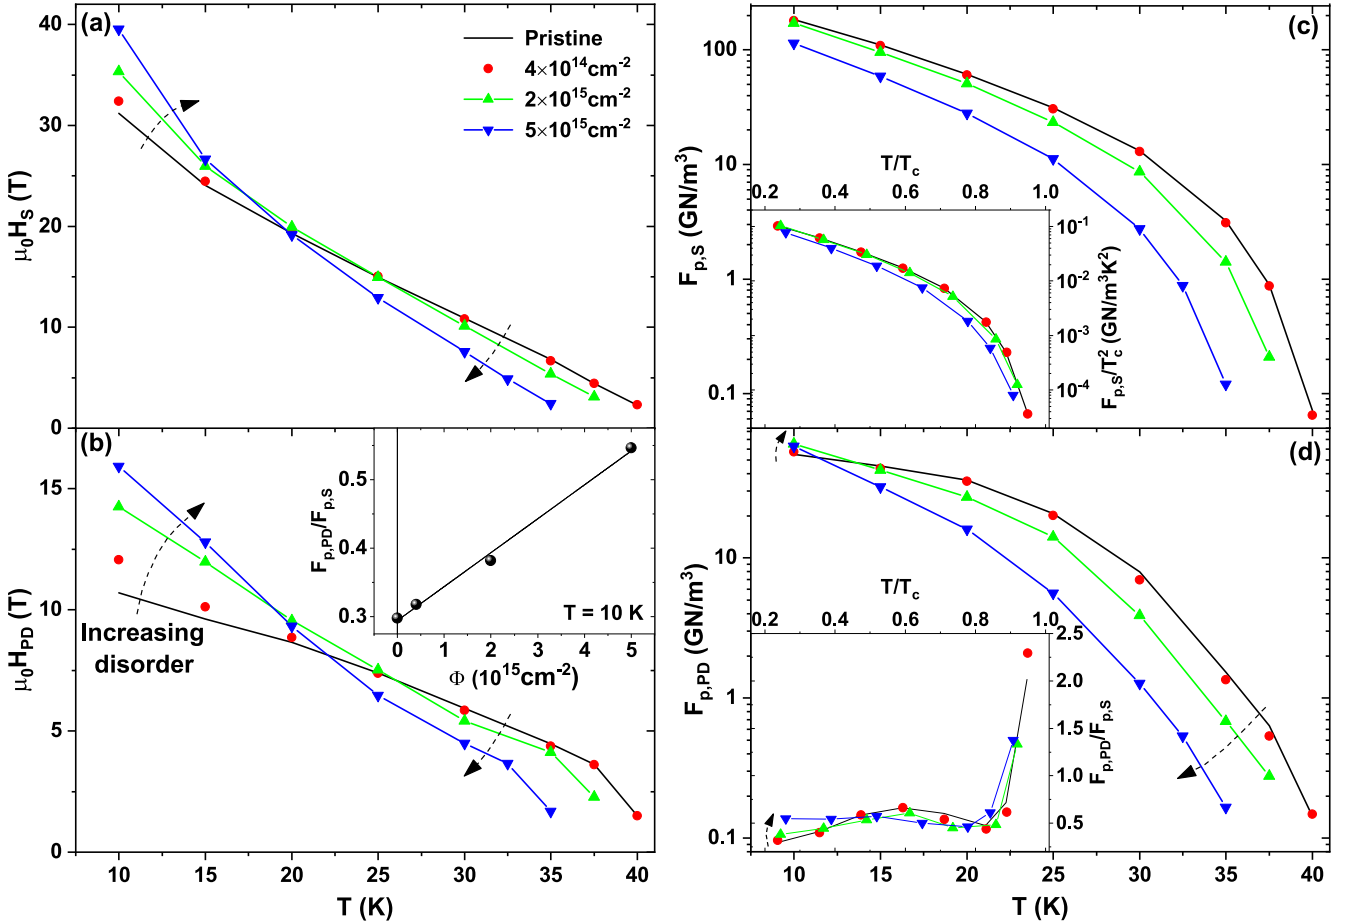 (a)
Pristine
4×10¹⁴cm⁻²
2×10¹⁵cm⁻²
5×10¹⁵cm⁻²
40
30
20
10
0
μ₀H_S (T)
(b)
15
10
5
0
μ₀H_PD (T)
Increasing
disorder
0.5
0.4
0.3
F_p,PD/F_p,S
T = 10 K
0 1 2 3 4 5
Φ (10¹⁵cm⁻²)
10 15 20 25 30 35 40
T (K)
(c)
100
10
1
0.1
F_p,S (GN/m³)
T/T_c
0.2 0.4 0.6 0.8 1.0
10⁻¹
10⁻²
10⁻³
10⁻⁴
F_p,S/T_c² (GN/m³K²)
(d)
10
1
0.1
F_p,PD (GN/m³)
T/T_c
0.2 0.4 0.6 0.8 1.0
2.5
2.0
1.5
1.0
0.5
F_p,PD/F_p,S
10 15 20 25 30 35 40
T (K)